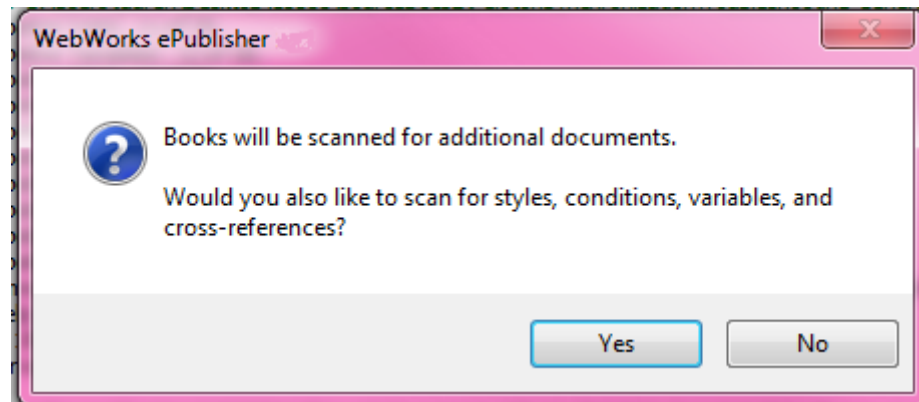 WebWorks ePublisher
Books will be scanned for additional documents.
Would you also like to scan for styles, conditions, variables, and
cross-references?
Yes
No